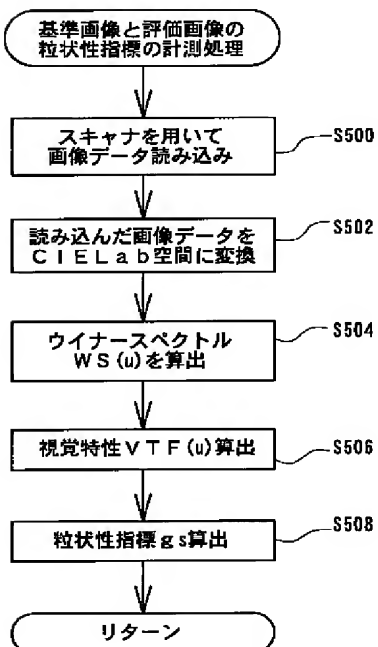 基準画像と評価画像の
粒状性指標の計測処理
スキャナを用いて
画像データ読み込み
S500
読み込んだ画像データを
ＣＩＥＬａｂ空間に変換
S502
ウイナースペクトル
ＷＳ(u)を算出
S504
視覚特性ＶＴＦ(u)算出
S506
粒状性指標ｇｓ算出
S508
リターン